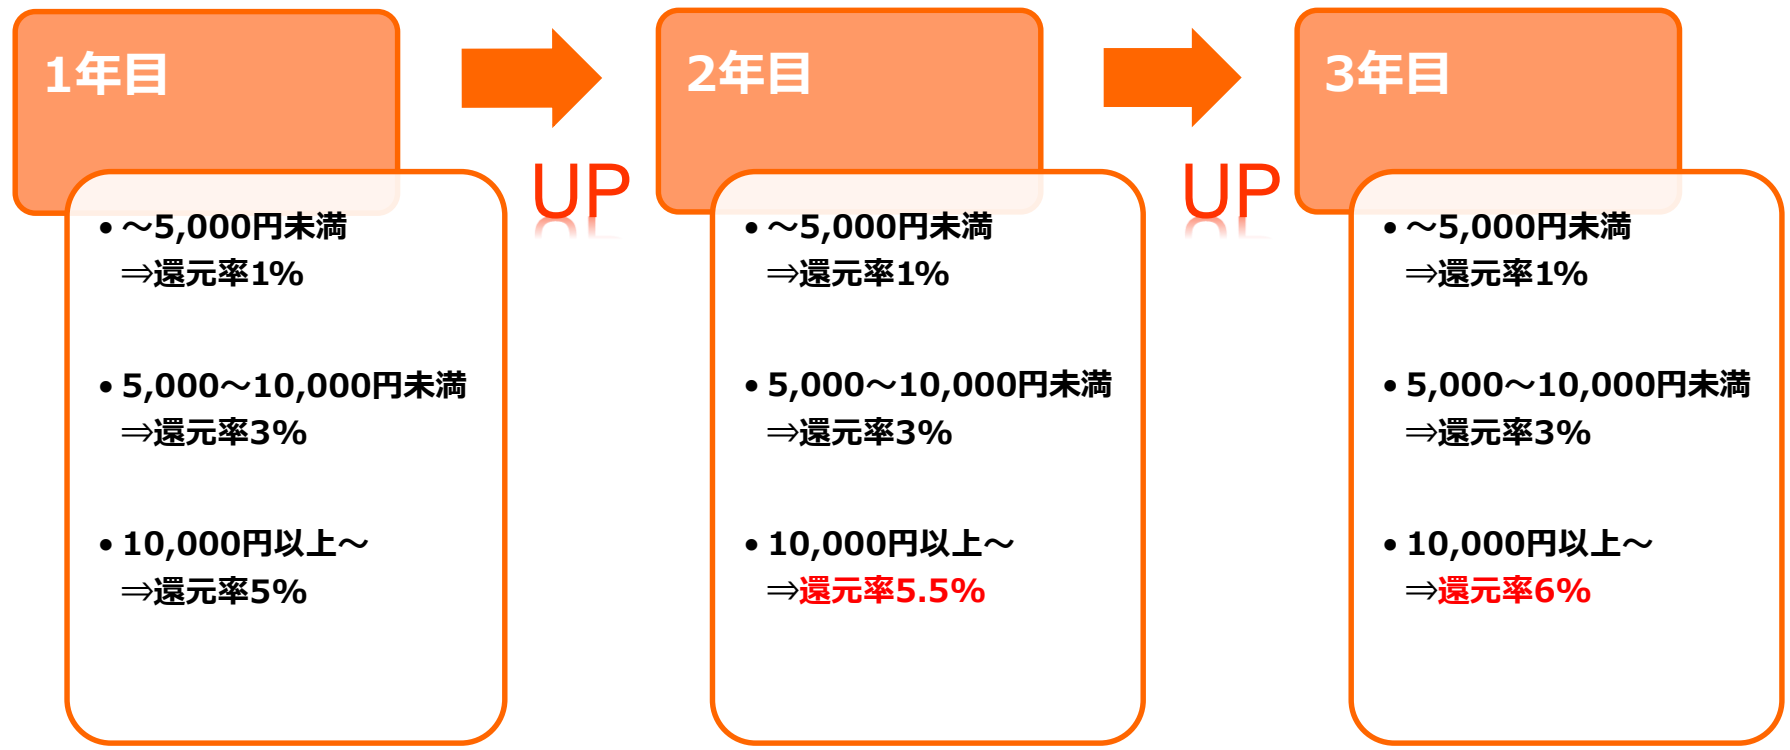 1年目
• ～5,000円未満
⇒還元率1%
• 5,000～10,000円未満
⇒還元率3%
• 10,000円以上～
⇒還元率5%
UP
2年目
• ～5,000円未満
⇒還元率1%
• 5,000～10,000円未満
⇒還元率3%
• 10,000円以上～
⇒還元率5.5%
UP
3年目
• ～5,000円未満
⇒還元率1%
• 5,000～10,000円未満
⇒還元率3%
• 10,000円以上～
⇒還元率6%